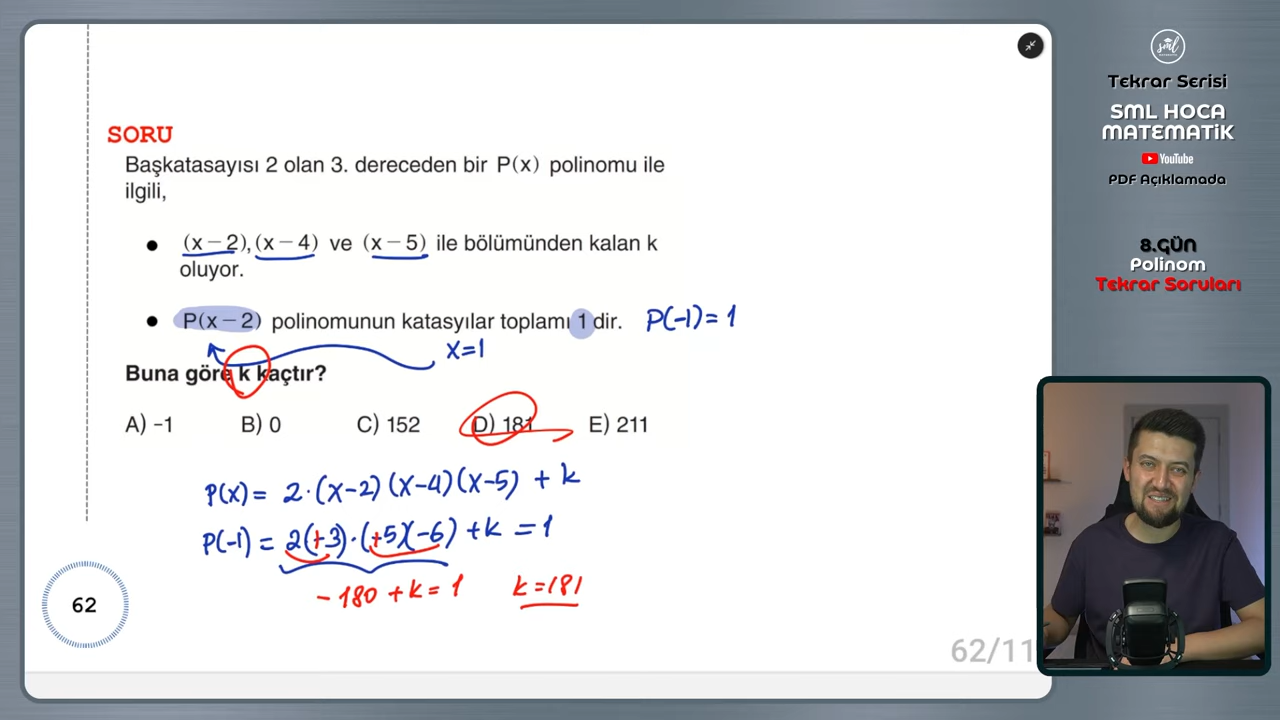 SORU
Başkatasayısı 2 olan 3. dereceden bir P(x) polinomu ile
ilgili,
● (x − 2), (x − 4) ve (x − 5) ile bölümünden kalan k
oluyor.
● P(x − 2) polinomunun katasyılar toplamı 1 dir. P(-1) = 1
x=1
Buna göre k kaçtır?
A) −1 B) 0 C) 152 D) 181 E) 211
P(x) = 2·(x-2)(x-4)(x-5) + k
P(-1) = 2(+3)·(+5)(-6) + k = 1
- 180 + k = 1 k = 181
62
62/11
sml
Tekrar Serisi
SML HOCA
MATEMATİK
YouTube
PDF Açıklamada
8.GÜN
Polinom
Tekrar Soruları